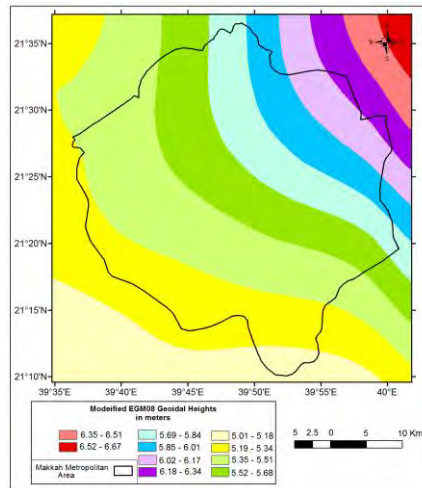 21°35'N
21°30'N
21°25'N
21°20'N
21°15'N
21°10'N
39°35'E 39°40'E 39°45'E 39°50'E 39°55'E 40°E
Modeified EGM08 Geoidal Heights
in meters
6.35 - 6.51 5.69 - 5.84 5.01 - 5.18
6.52 - 6.67 5.85 - 6.01 5.19 - 5.34
6.02 - 6.17 5.35 - 5.51
Makkah Metropolitan Area 6.18 - 6.34 5.52 - 5.68
5 2.5 0 5 10 Km